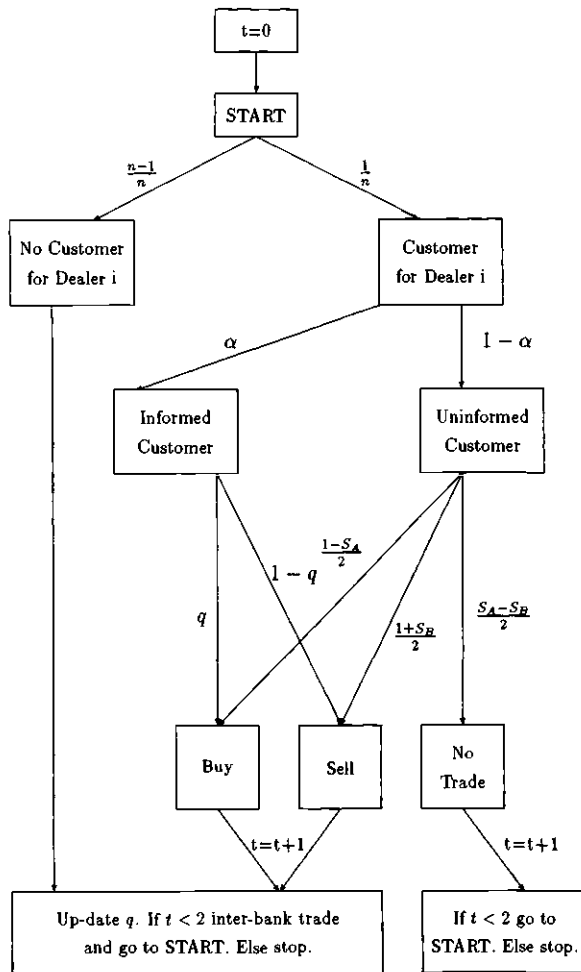 t=0
START
n−1/n
1/n
No Customer
for Dealer i
Customer
for Dealer i
α
1 − α
Informed
Customer
Uninformed
Customer
q
1 − q
1−S_A/2
1+S_B/2
S_A−S_B/2
Buy
Sell
No
Trade
t=t+1
t=t+1
Up-date q. If t < 2 inter-bank trade
and go to START. Else stop.
If t < 2 go to
START. Else stop.